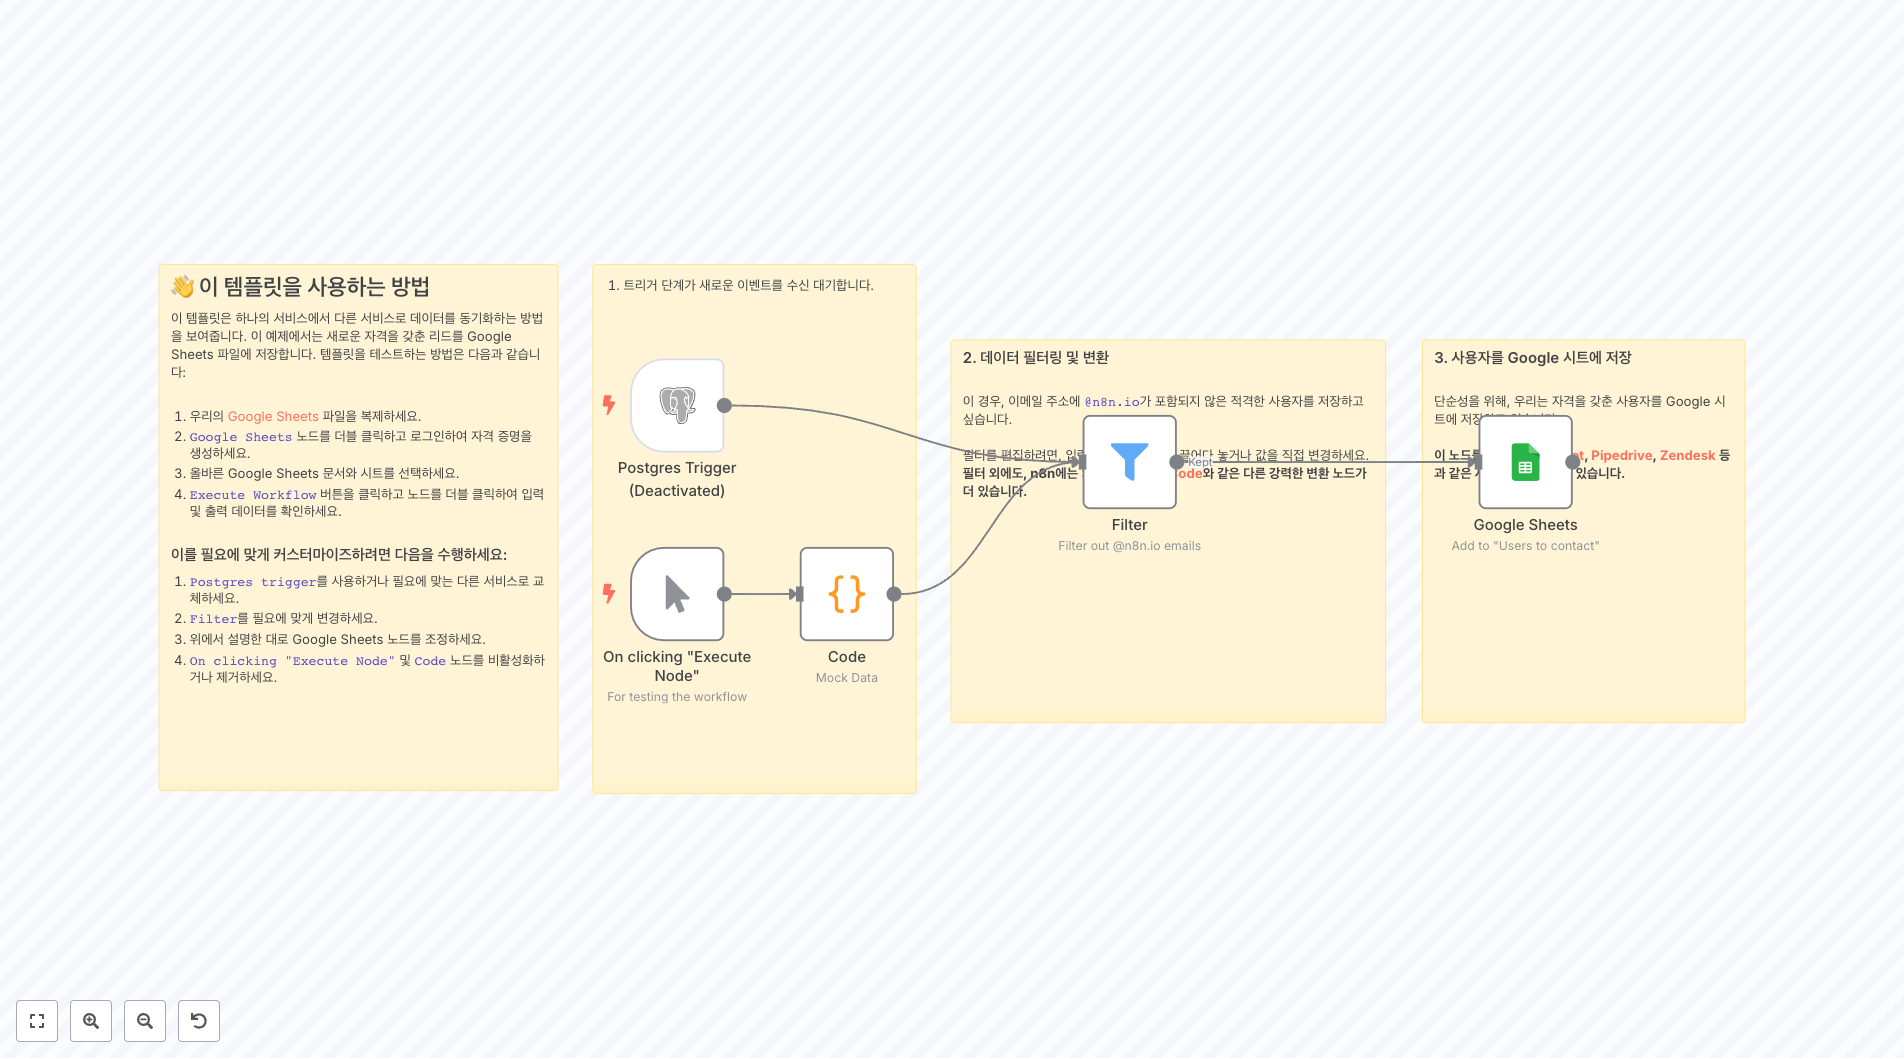 👋 이 템플릿을 사용하는 방법
이 템플릿은 하나의 서비스에서 다른 서비스로 데이터를 동기화하는 방법
을 보여줍니다. 이 예제에서는 새로운 자격을 갖춘 리드를 Google
Sheets 파일에 저장합니다. 템플릿을 테스트하는 방법은 다음과 같습니
다:
1. 우리의 Google Sheets 파일을 복제하세요.
2. Google Sheets 노드를 더블 클릭하고 로그인하여 자격 증명을
생성하세요.
3. 올바른 Google Sheets 문서와 시트를 선택하세요.
4. Execute Workflow 버튼을 클릭하고 노드를 더블 클릭하여 입력
및 출력 데이터를 확인하세요.
이를 필요에 맞게 커스터마이즈하려면 다음을 수행하세요:
1. Postgres trigger를 사용하거나 필요에 맞는 다른 서비스로 교
체하세요.
2. Filter를 필요에 맞게 변경하세요.
3. 위에서 설명한 대로 Google Sheets 노드를 조정하세요.
4. On clicking "Execute Node" 및 Code 노드를 비활성화하
거나 제거하세요.
1. 트리거 단계가 새로운 이벤트를 수신 대기합니다.
Postgres Trigger
(Deactivated)
On clicking "Execute
Node"
For testing the workflow
Code
Mock Data
2. 데이터 필터링 및 변환
이 경우, 이메일 주소에 @n8n.io가 포함되지 않은 적격한 사용자를 저장하고
싶습니다.
필터를 편집하려면, 끌어다 놓거나 값을 직접 변경하세요.
필터 외에도, n8n에는 와 같은 다른 강력한 변환 노드가
더 있습니다.
Kept
Filter
Filter out @n8n.io emails
3. 사용자를 Google 시트에 저장
단순성을 위해, 우리는 자격을 갖춘 사용자를 Google 시
트에
이 Pipedrive, Zendesk 등
과 같은 있습니다.
Google Sheets
Add to "Users to contact"